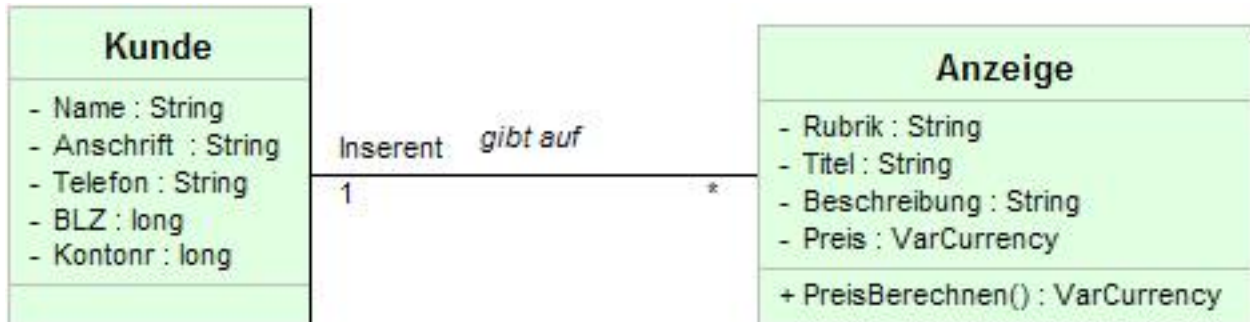 Kunde
- Name : String
- Anschrift : String
- Telefon : String
- BLZ : long
- Kontonr : long
Inserent
gibt auf
1
*
Anzeige
- Rubrik : String
- Titel : String
- Beschreibung : String
- Preis : VarCurrency
+ PreisBerechnen() : VarCurrency